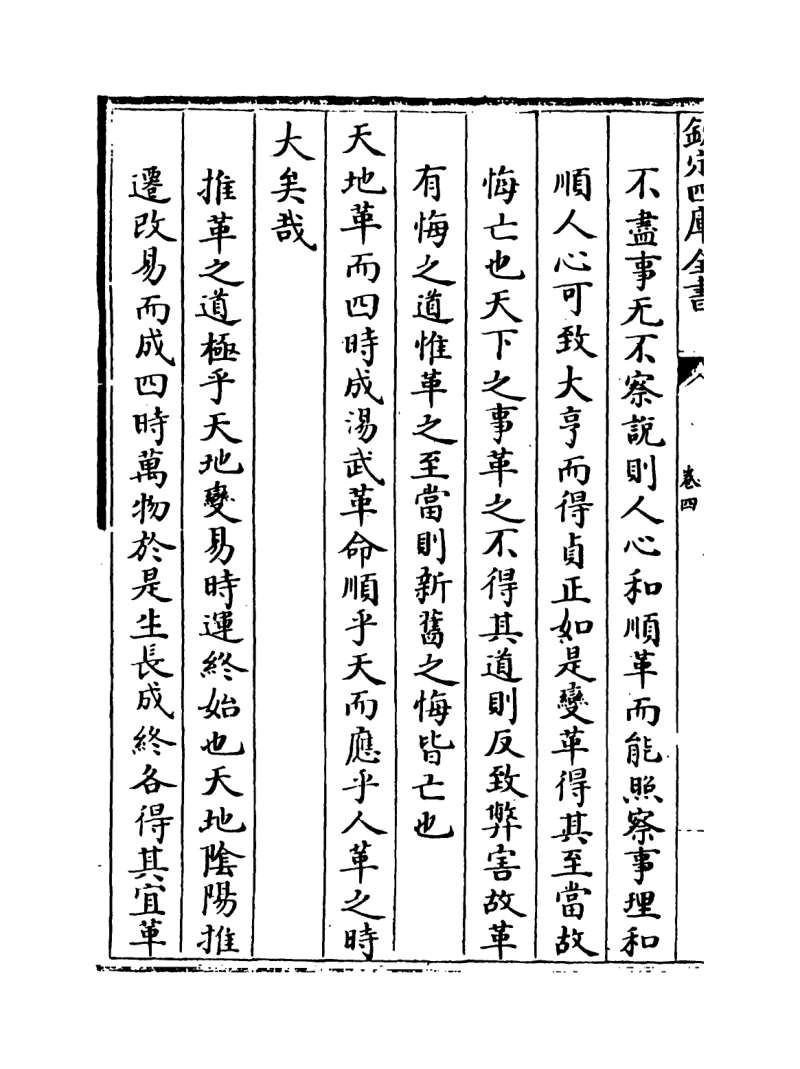 欽定四庫全書
卷四
不盡事无不察説則人心和順革而能照察事理和
順人心可致大亨而得貞正如是變革得其至當故
悔亡也天下之事革之不得其道則反致弊害故革
有悔之道惟革之至當則新舊之悔皆亡也
天地革而四時成湯武革命順乎天而應乎人革之時
大矣哉
推革之道極乎天地變易時運終始也天地陰陽推
遷改易而成四時萬物於是生長成終各得其宜革